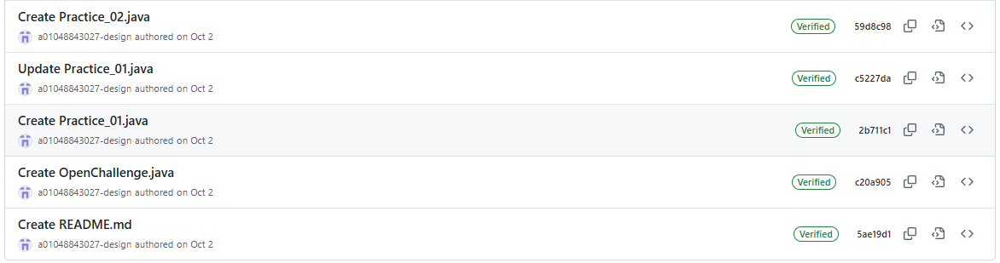 Create Practice_02.java
a01048843027-design authored on Oct 2
Verified 59d8c98
Update Practice_01.java
a01048843027-design authored on Oct 2
Verified c5227da
Create Practice_01.java
a01048843027-design authored on Oct 2
Verified 2b711c1
Create OpenChallenge.java
a01048843027-design authored on Oct 2
Verified c20a905
Create README.md
a01048843027-design authored on Oct 2
Verified 5ae19d1